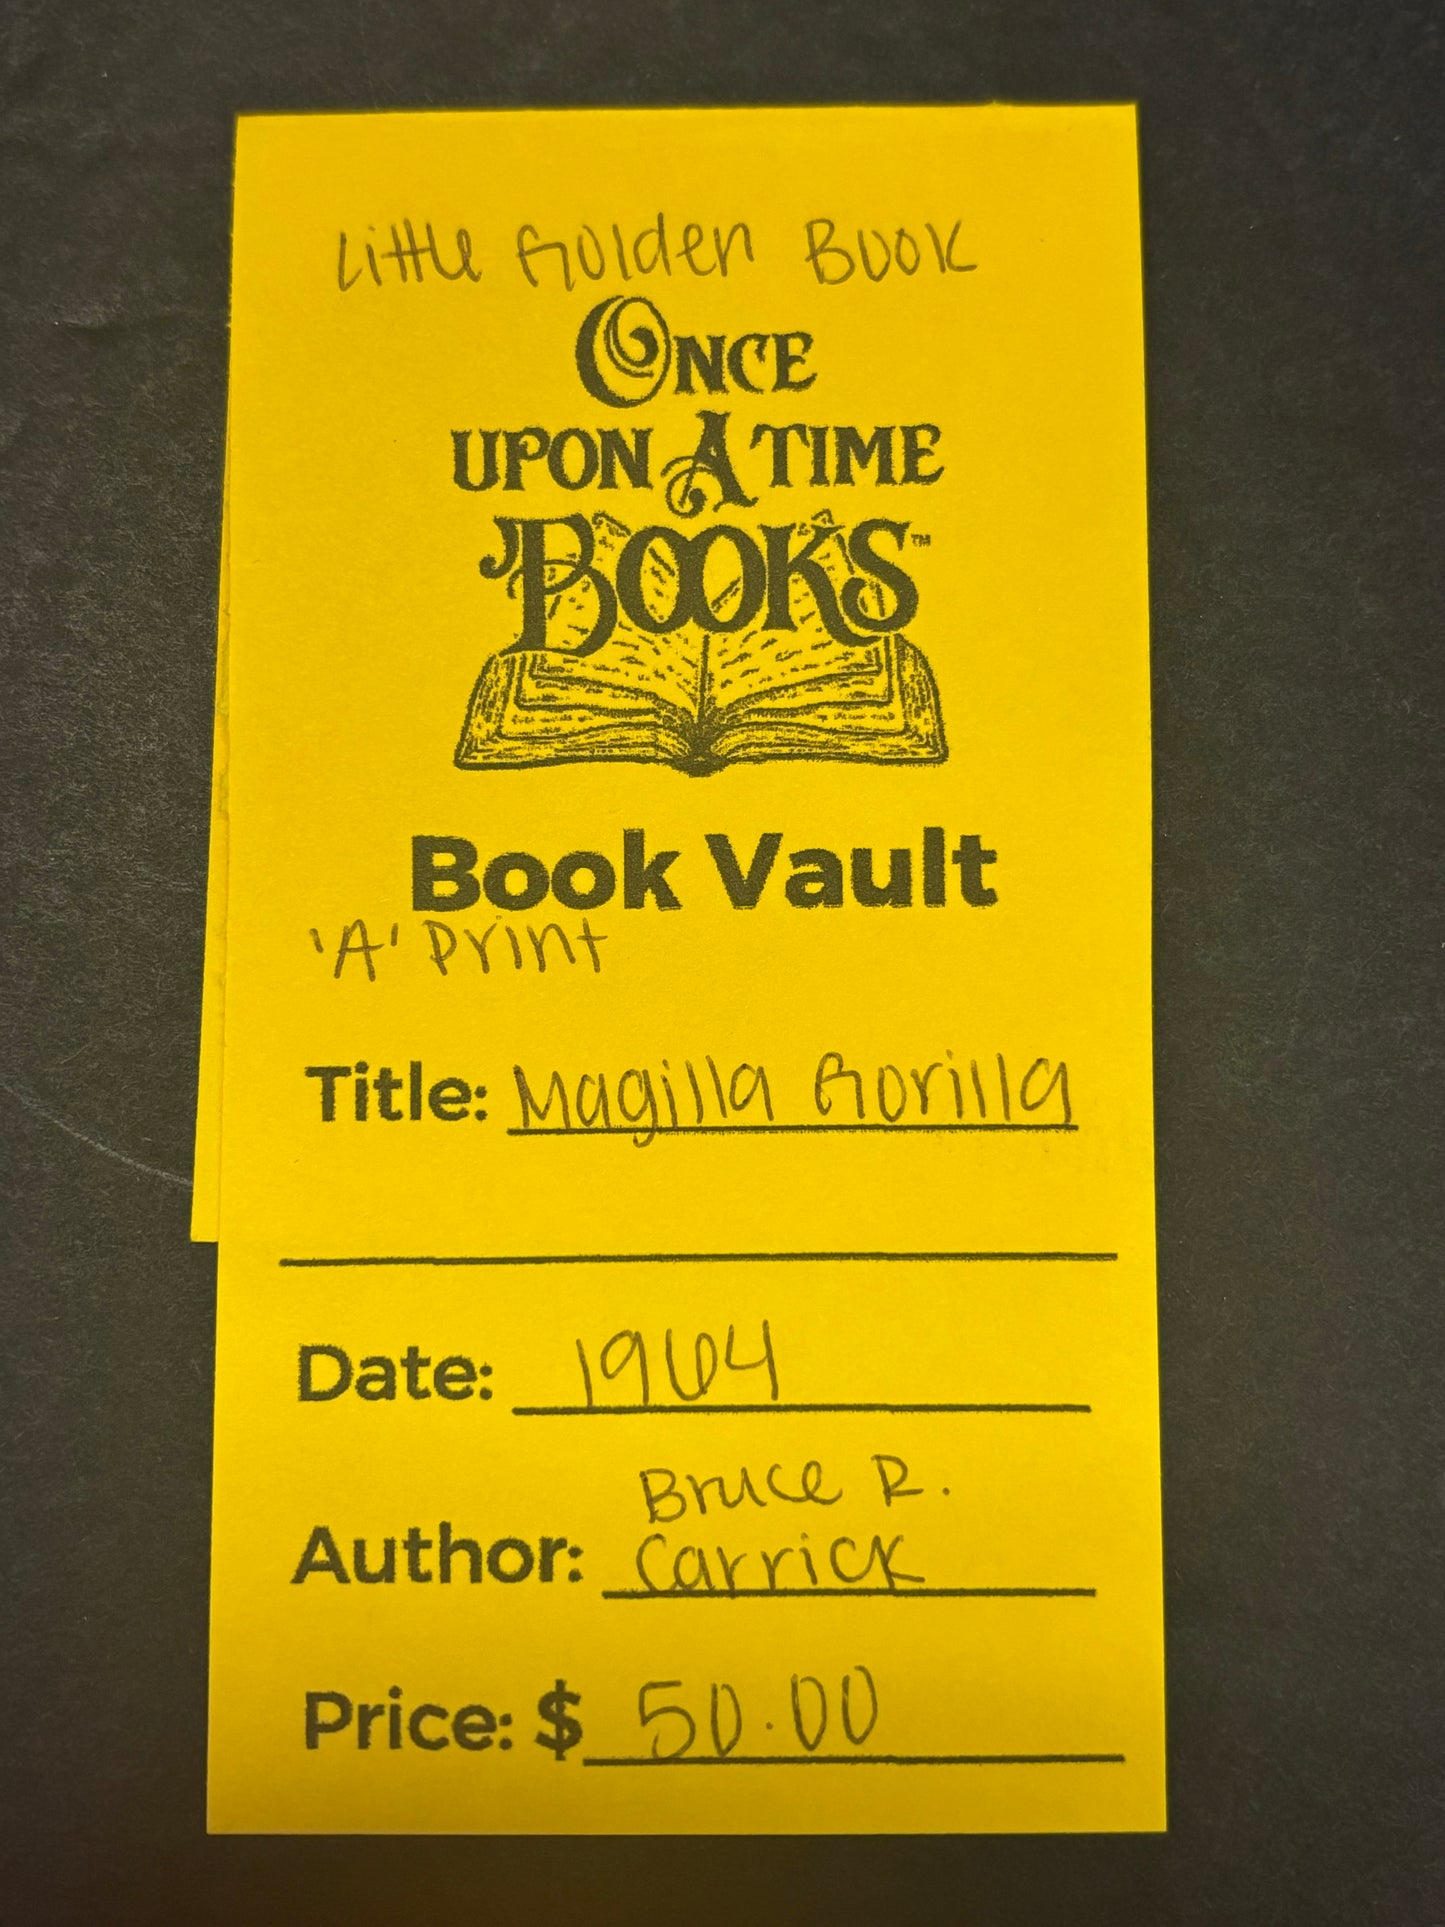 Little Golden Book
ONCE
UPON A TIME
BOOKS™
Book Vault
'A' Print
Title: Magilla Gorilla
Date: 1964
Bruce R.
Author: Carrick
Price: $ 50.00